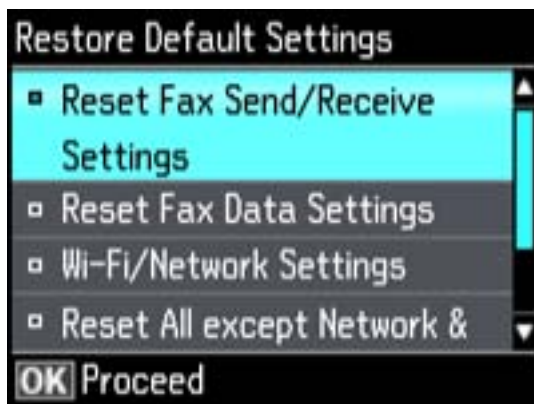 Restore Default Settings
Reset Fax Send/Receive
Settings
Reset Fax Data Settings
Wi-Fi/Network Settings
Reset All except Network &
OK Proceed